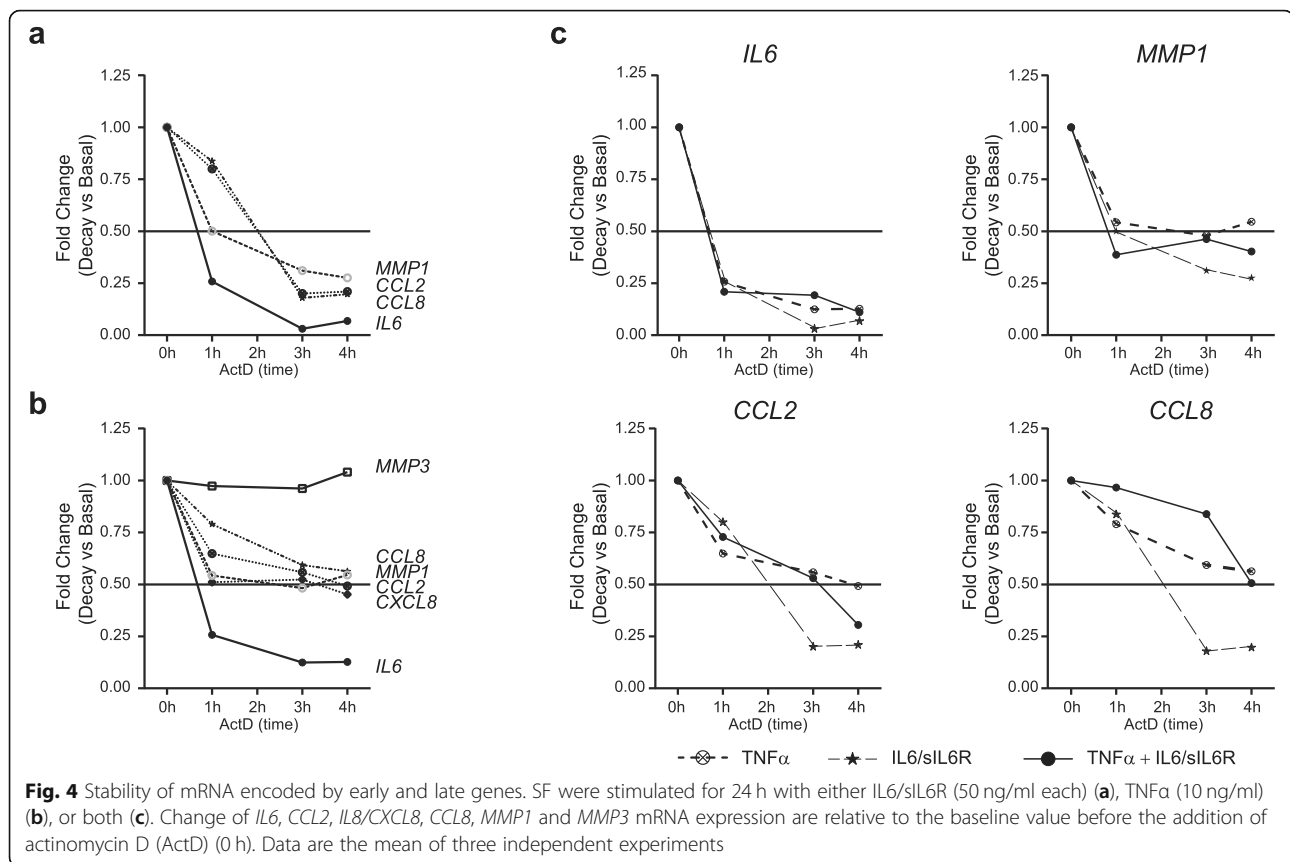 a
1.25
1.00
0.75
0.50
0.25
0.00
Fold Change
(Decay vs Basal)
0h 1h 2h 3h 4h
ActD (time)
MMP1
CCL2
CCL8
IL6
b
1.25
1.00
0.75
0.50
0.25
0.00
Fold Change
(Decay vs Basal)
0h 1h 2h 3h 4h
ActD (time)
MMP3
CCL8
MMP1
CCL2
CXCL8
IL6
c
IL6
1.25
1.00
0.75
0.50
0.25
0.00
Fold Change
(Decay vs Basal)
0h 1h 2h 3h 4h
ActD (time)
MMP1
1.25
1.00
0.75
0.50
0.25
0.00
Fold Change
(Decay vs Basal)
0h 1h 2h 3h 4h
ActD (time)
CCL2
1.25
1.00
0.75
0.50
0.25
0.00
Fold Change
(Decay vs Basal)
0h 1h 2h 3h 4h
ActD (time)
CCL8
1.25
1.00
0.75
0.50
0.25
0.00
Fold Change
(Decay vs Basal)
0h 1h 2h 3h 4h
ActD (time)
TNFα IL6/sIL6R TNFα + IL6/sIL6R
Fig. 4 Stability of mRNA encoded by early and late genes. SF were stimulated for 24 h with either IL6/sIL6R (50 ng/ml each) (a), TNFα (10 ng/ml)
(b), or both (c). Change of IL6, CCL2, IL8/CXCL8, CCL8, MMP1 and MMP3 mRNA expression are relative to the baseline value before the addition of
actinomycin D (ActD) (0 h). Data are the mean of three independent experiments